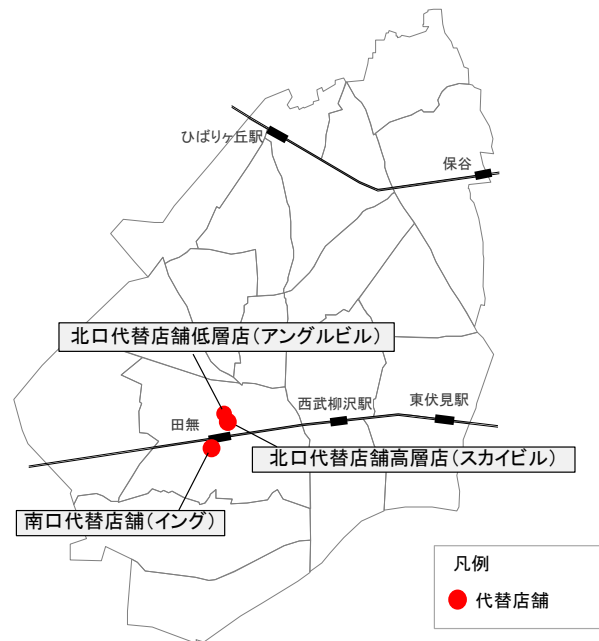 ひばりヶ丘駅
保谷
北口代替店舗低層店(アングルビル)
西武柳沢駅
東伏見駅
田無
北口代替店舗高層店(スカイビル)
南口代替店舗(イング)
凡例
代替店舗